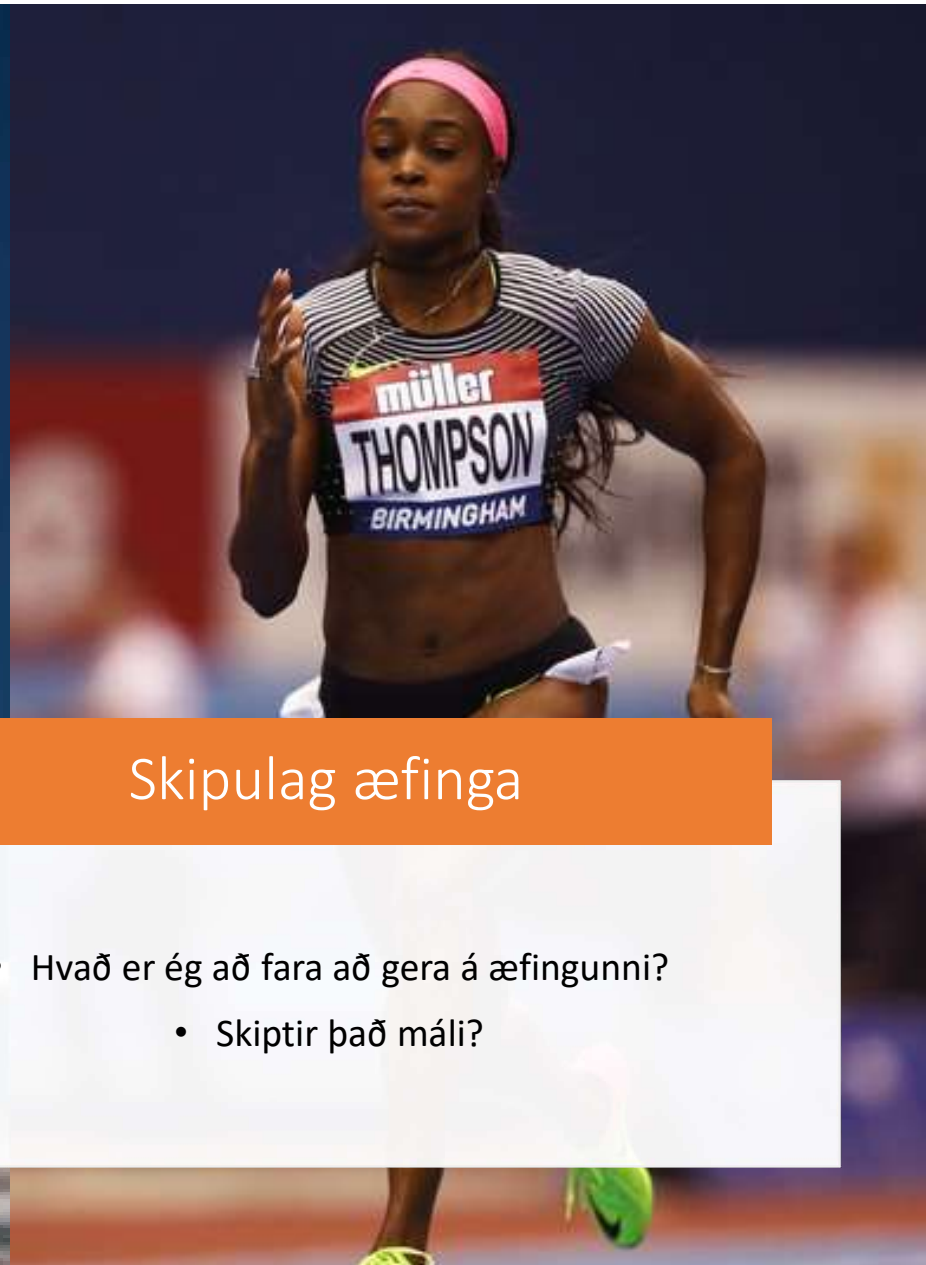 müller
THOMPSON
BIRMINGHAM
Skipulag æfinga
• Hvað er ég að fara að gera á æfingunni?
• Skiptir það máli?